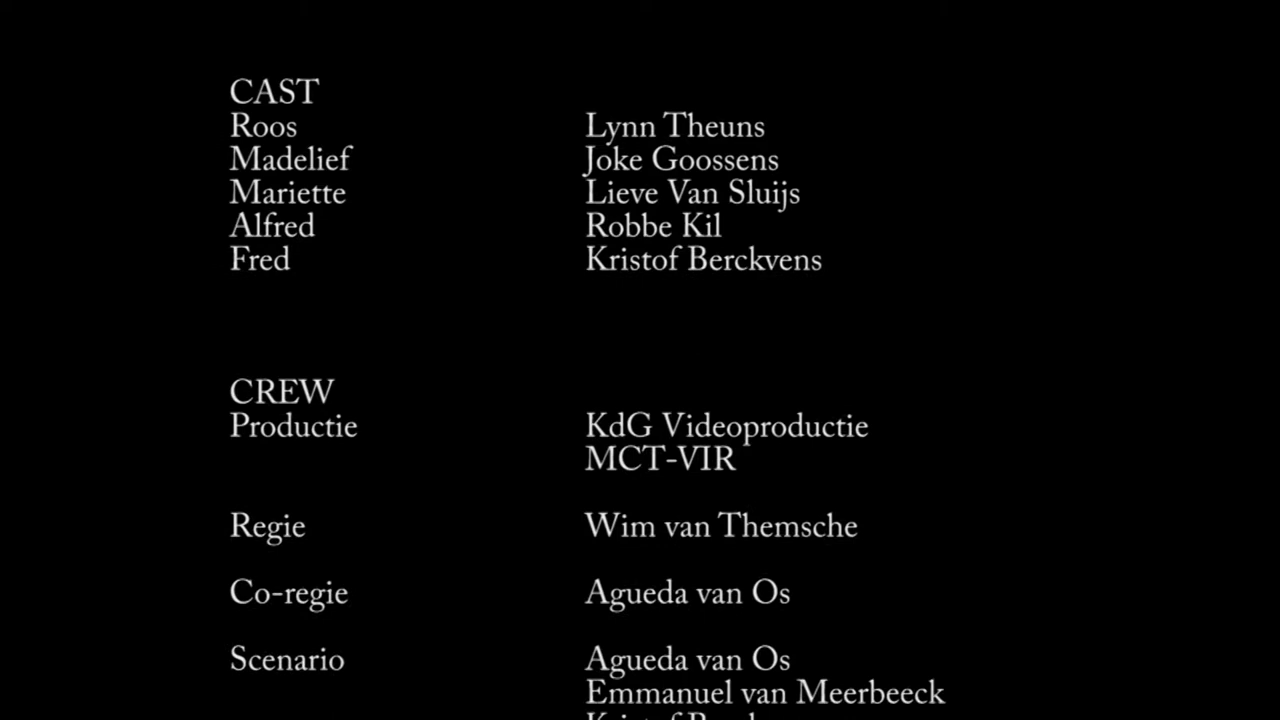 CAST
Roos Lynn Theuns
Madelief Joke Goossens
Mariette Lieve Van Sluijs
Alfred Robbe Kil
Fred Kristof Berckvens
CREW
Productie KdG Videoproductie
MCT-VIR
Regie Wim van Themsche
Co-regie Agueda van Os
Scenario Agueda van Os
Emmanuel van Meerbeeck